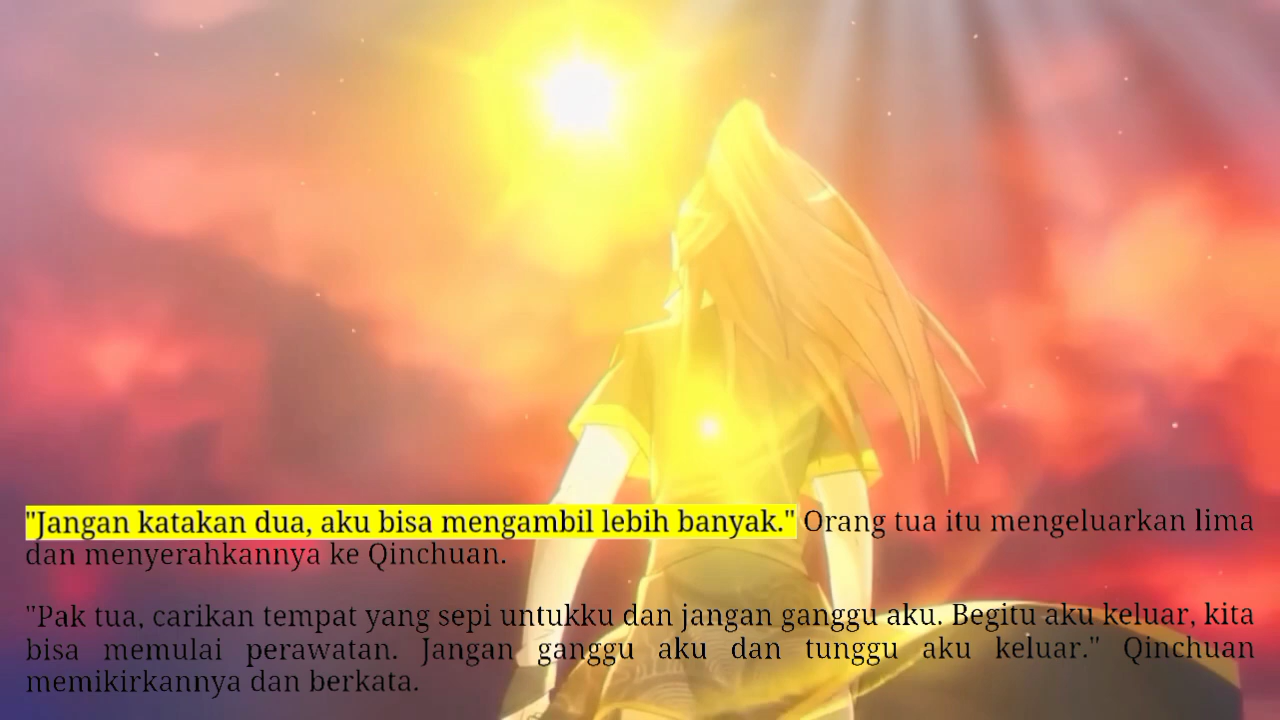 "Jangan katakan dua, aku bisa mengambil lebih banyak." Orang tua itu mengeluarkan lima
dan menyerahkannya ke Qinchuan.
"Pak tua, carikan tempat yang sepi untukku dan jangan ganggu aku. Begitu aku keluar, kita
bisa memulai perawatan. Jangan ganggu aku dan tunggu aku keluar." Qinchuan
memikirkannya dan berkata.